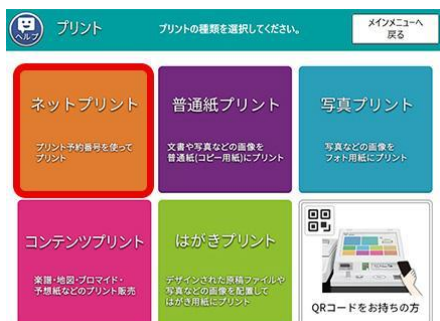 ヘルプ
プリント
プリントの種類を選択してください。
メインメニューへ
戻る
ネットプリント
プリント予約番号を使って
プリント
普通紙プリント
文書や写真などの画像を
普通紙(コピー用紙)にプリント
写真プリント
写真などの画像を
フォト用紙にプリント
コンテンツプリント
楽譜・地図・ブロマイド・
予想紙などのプリント販売
はがきプリント
デザインされた原稿ファイルや
写真などの画像を配置して
はがき用紙にプリント
QRコードをお持ちの方